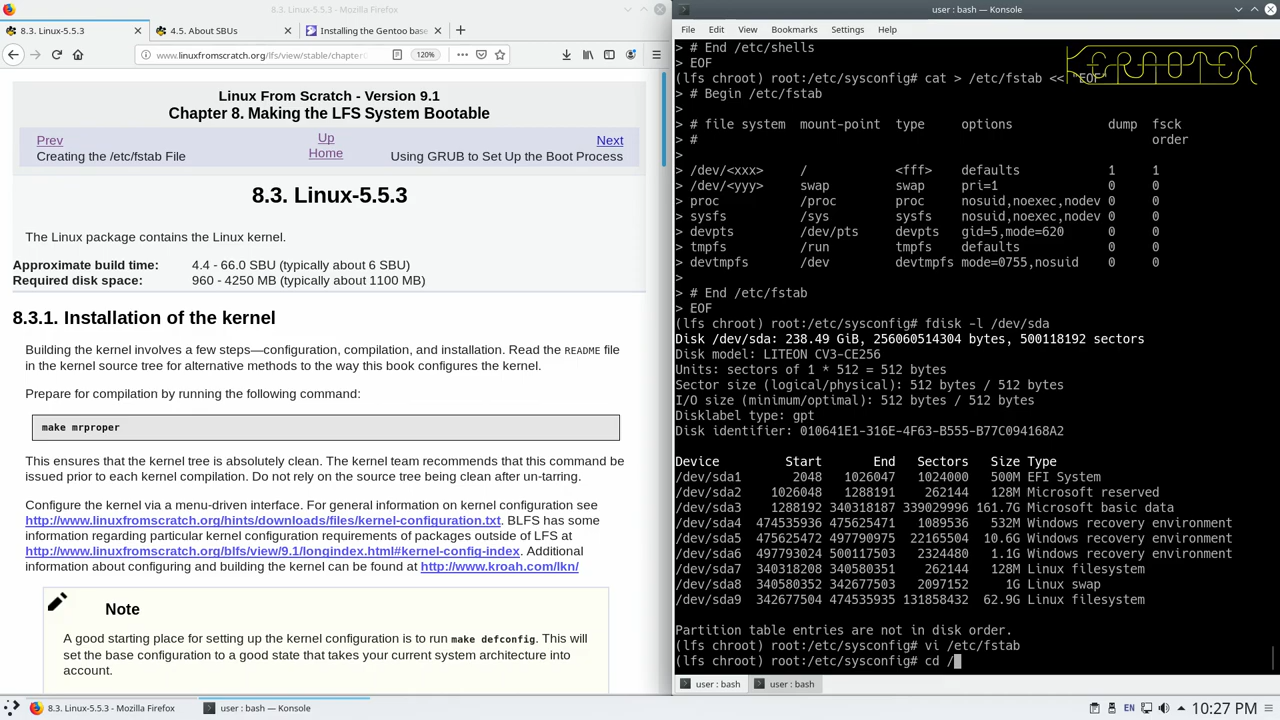 8.3. Linux-5.5.3 - Mozilla Firefox
user : bash — Konsole
8.3. Linux-5.5.3
4.5. About SBUs
Installing the Gentoo base
www.linuxfromscratch.org/lfs/view/stable/chapter
120%
Linux From Scratch - Version 9.1
Chapter 8. Making the LFS System Bootable
Prev
Up
Next
Creating the /etc/fstab File
Home
Using GRUB to Set Up the Boot Process
8.3. Linux-5.5.3
The Linux package contains the Linux kernel.
Approximate build time: 4.4 - 66.0 SBU (typically about 6 SBU)
Required disk space: 960 - 4250 MB (typically about 1100 MB)
8.3.1. Installation of the kernel
Building the kernel involves a few steps—configuration, compilation, and installation. Read the README file
in the kernel source tree for alternative methods to the way this book configures the kernel.
Prepare for compilation by running the following command:
make mrproper
This ensures that the kernel tree is absolutely clean. The kernel team recommends that this command be
issued prior to each kernel compilation. Do not rely on the source tree being clean after un-tarring.
Configure the kernel via a menu-driven interface. For general information on kernel configuration see
http://www.linuxfromscratch.org/hints/downloads/files/kernel-configuration.txt. BLFS has some
information regarding particular kernel configuration requirements of packages outside of LFS at
http://www.linuxfromscratch.org/blfs/view/9.1/longindex.html#kernel-config-index. Additional
information about configuring and building the kernel can be found at http://www.kroah.com/lkn/
Note
A good starting place for setting up the kernel configuration is to run make defconfig. This will
set the base configuration to a good state that takes your current system architecture into
account.
File Edit View Bookmarks Settings Help
> # End /etc/shells
> EOF
(lfs chroot) root:/etc/sysconfig# cat > /etc/fstab << "EOF"
> # Begin /etc/fstab
>
> # file system mount-point type options dump fsck
> # order
>
> /dev/<xxx> / <fff> defaults 1 1
> /dev/<yyy> swap swap pri=1 0 0
> proc /proc proc nosuid,noexec,nodev 0 0
> sysfs /sys sysfs nosuid,noexec,nodev 0 0
> devpts /dev/pts devpts gid=5,mode=620 0 0
> tmpfs /run tmpfs defaults 0 0
> devtmpfs /dev devtmpfs mode=0755,nosuid 0 0
>
> # End /etc/fstab
> EOF
(lfs chroot) root:/etc/sysconfig# fdisk -l /dev/sda
Disk /dev/sda: 238.49 GiB, 256060514304 bytes, 500118192 sectors
Disk model: LITEON CV3-CE256
Units: sectors of 1 * 512 = 512 bytes
Sector size (logical/physical): 512 bytes / 512 bytes
I/O size (minimum/optimal): 512 bytes / 512 bytes
Disklabel type: gpt
Disk identifier: 010641E1-316E-4F63-B555-B77C094168A2
Device Start End Sectors Size Type
/dev/sda1 2048 1026047 1024000 500M EFI System
/dev/sda2 1026048 1288191 262144 128M Microsoft reserved
/dev/sda3 1288192 340318187 339029996 161.7G Microsoft basic data
/dev/sda4 474535936 475625471 1089536 532M Windows recovery environment
/dev/sda5 475625472 497790975 22165504 10.6G Windows recovery environment
/dev/sda6 497793024 500117503 2324480 1.1G Windows recovery environment
/dev/sda7 340318208 340580351 262144 128M Linux filesystem
/dev/sda8 340580352 342677503 2097152 1G Linux swap
/dev/sda9 342677504 474535935 131858432 62.9G Linux filesystem
Partition table entries are not in disk order.
(lfs chroot) root:/etc/sysconfig# vi /etc/fstab
(lfs chroot) root:/etc/sysconfig# cd /
user : bash
user : bash
8.3. Linux-5.5.3 - Mozilla Firefox
user : bash — Konsole
EN
10:27 PM